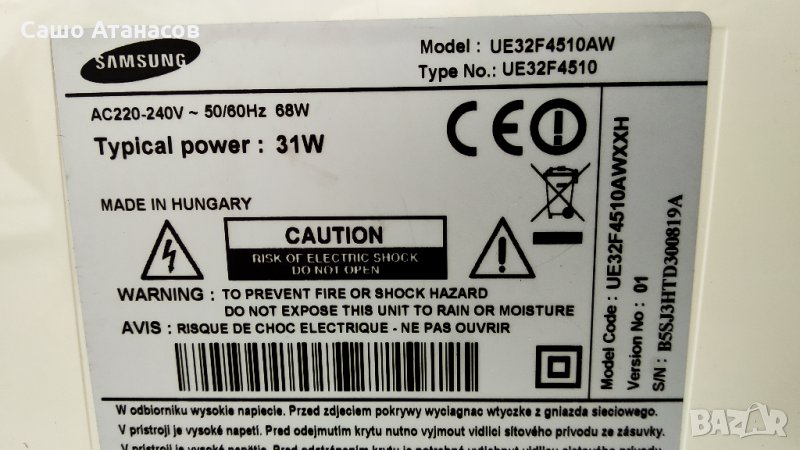 Сашо Атанасов
SAMSUNG
Model : UE32F4510AW
Type No.: UE32F4510
AC220-240V ~ 50/60Hz 68W
Typical power : 31W
MADE IN HUNGARY
CAUTION
RISK OF ELECTRIC SHOCK
DO NOT OPEN
WARNING : TO PREVENT FIRE OR SHOCK HAZARD
DO NOT EXPOSE THIS UNIT TO RAIN OR MOISTURE
AVIS : RISQUE DE CHOC ELECTRIQUE - NE PAS OUVRIR
Model Code : UE32F4510AWXXH
Version No : 01
S/N : B5SJ3HTD300819A
W odbiorniku wysokie napiecie. Przed zdjeciem pokrywy wyciagnac wtyczke z gniazda sieciowego.
V pristroji je vysoké napetí. Pred odejmutím krytu nutno vyjmout vidlici sítového prívodu ze zásuvky.
BAZAR